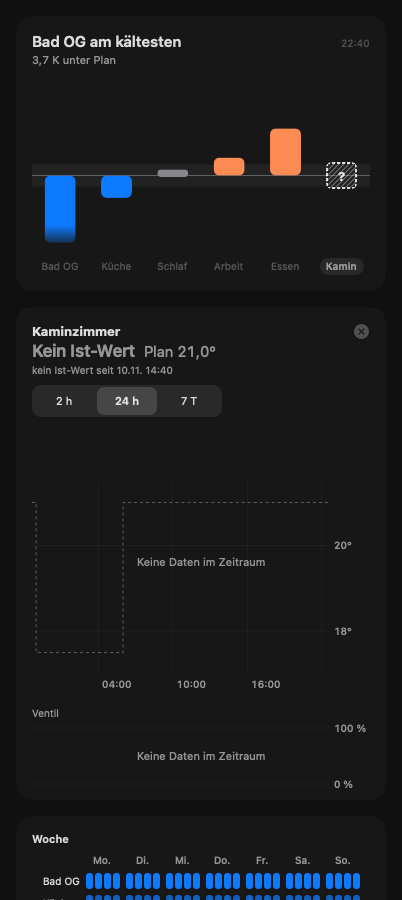 Bad OG am kältesten
22:40
3,7 K unter Plan
?
Bad OG Küche Schlaf Arbeit Essen Kamin
Kaminzimmer
Kein Ist-Wert Plan 21,0°
kein Ist-Wert seit 10.11. 14:40
2 h 24 h 7 T
20°
Keine Daten im Zeitraum
18°
04:00 10:00 16:00
Ventil
100 %
Keine Daten im Zeitraum
0 %
Woche
Mo. Di. Mi. Do. Fr. Sa. So.
Bad OG